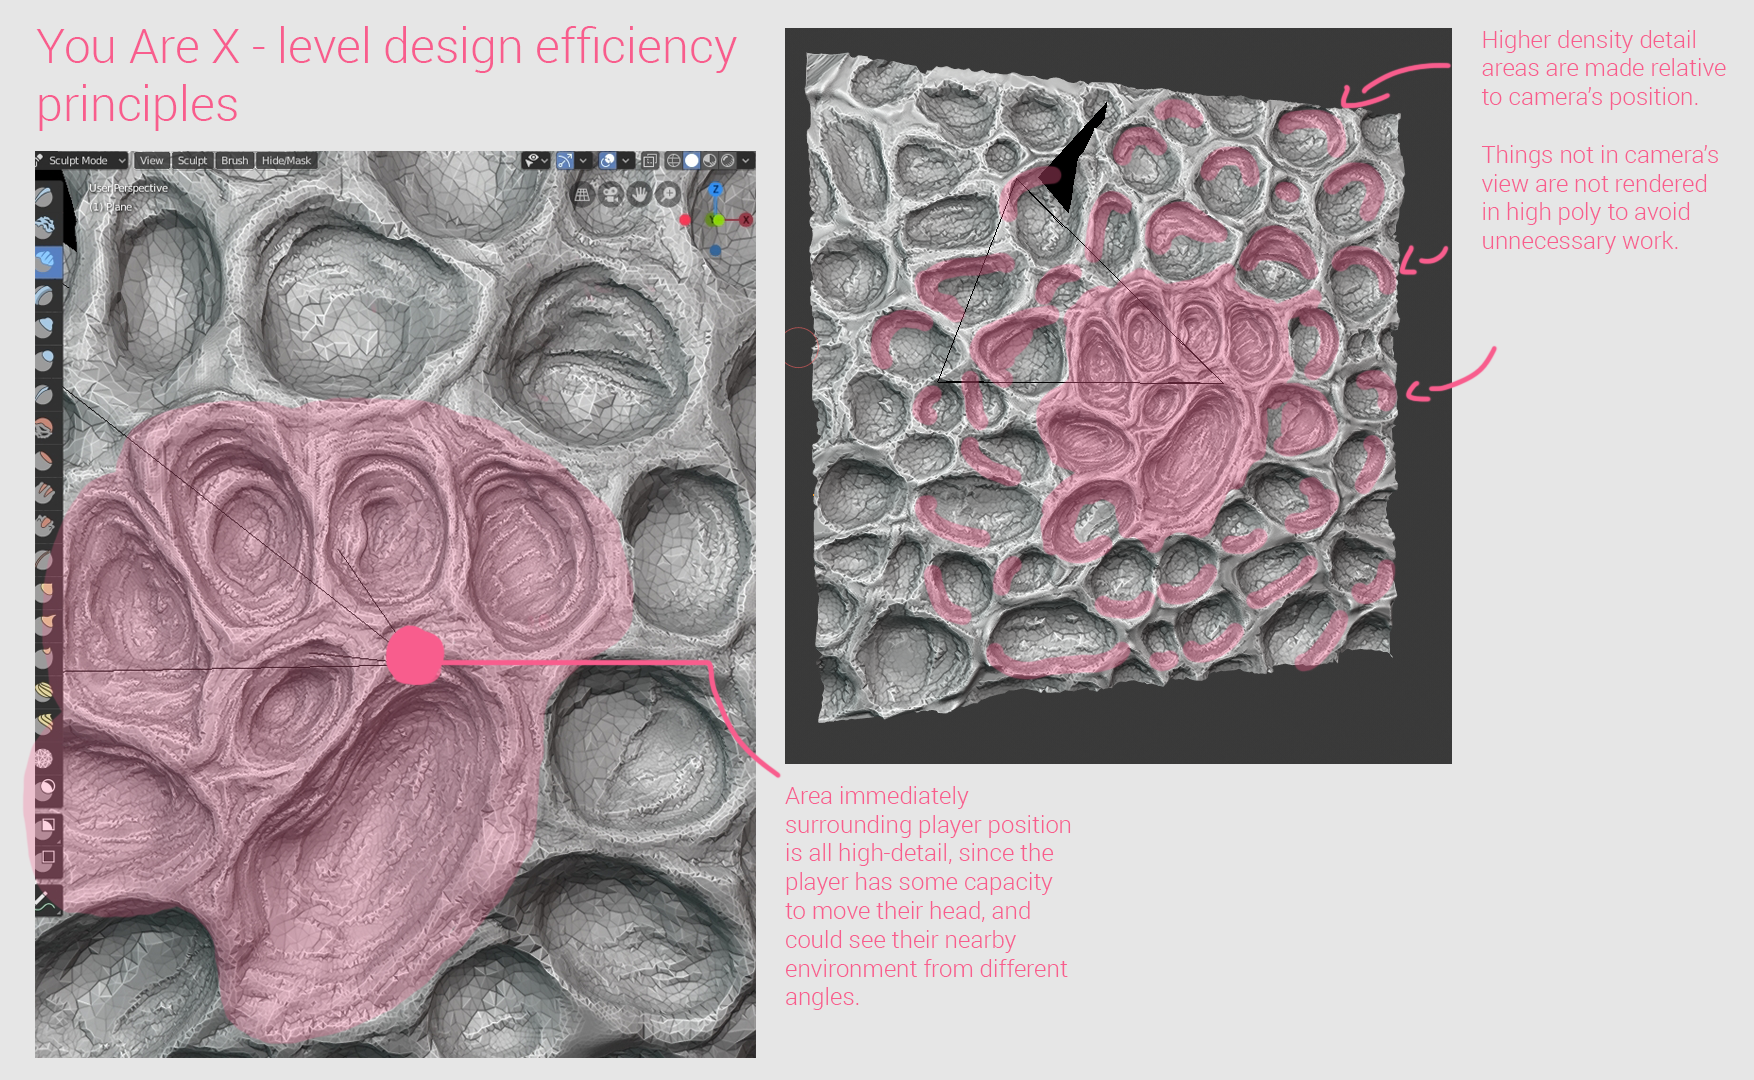 You Are X - level design efficiency
principles
Sculpt Mode View Sculpt Brush Hide/Mask
User Perspective
(1) Plane
Z
Y X
Higher density detail
areas are made relative
to camera's position.
Things not in camera's
view are not rendered
in high poly to avoid
unnecessary work.
Area immediately
surrounding player position
is all high-detail, since the
player has some capacity
to move their head, and
could see their nearby
environment from different
angles.